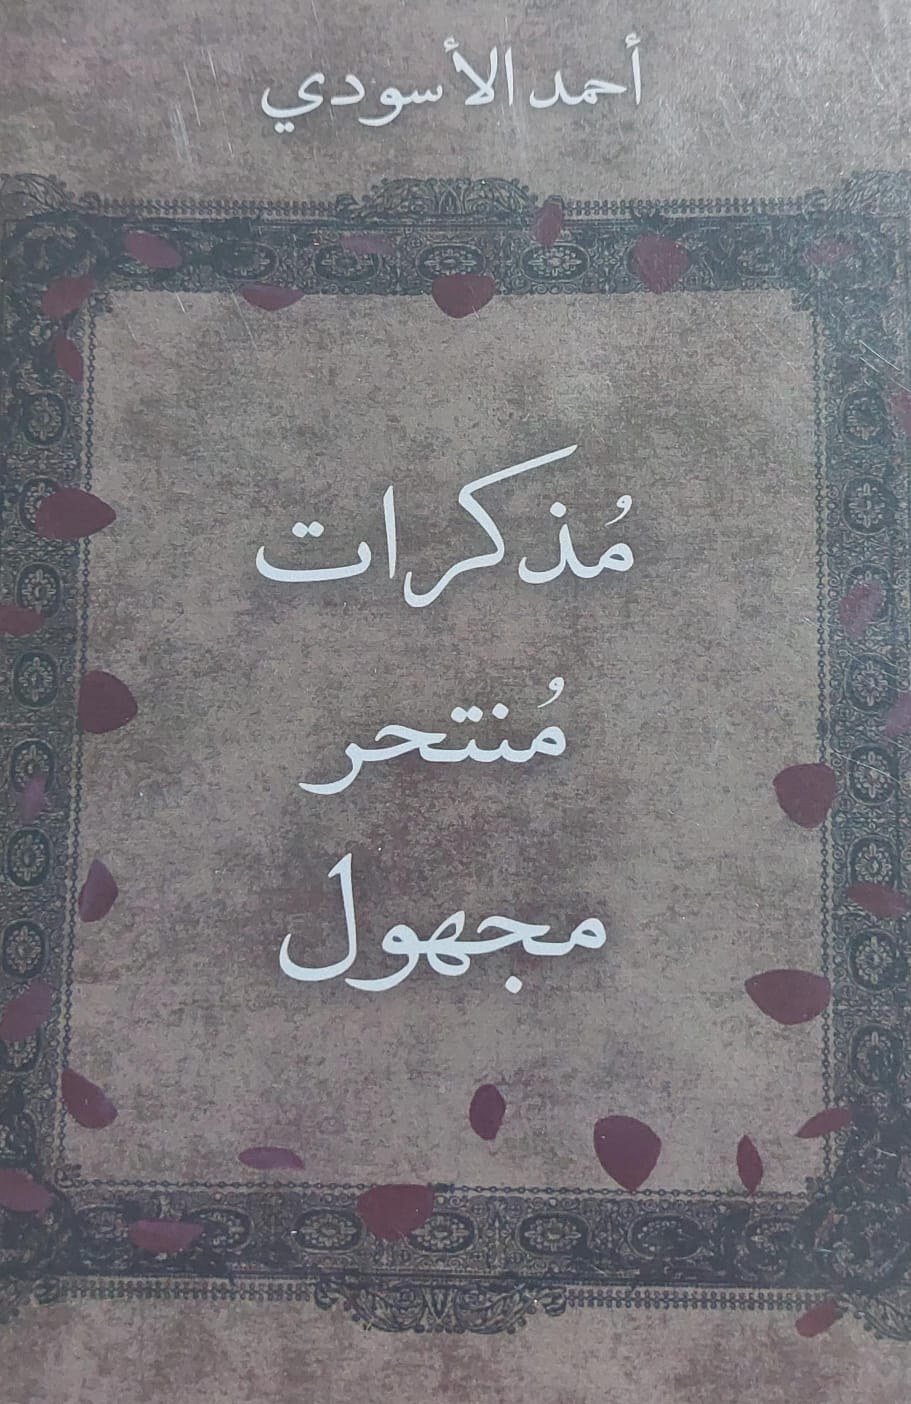 أحمد الأسودي
مُذكرات
مُنتحر
مجهول